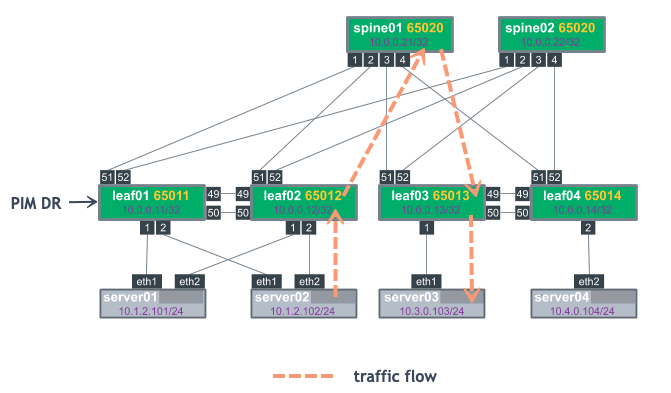 spine01 65020
10.0.0.21/32
spine02 65020
10.0.0.22/32
1 2 3 4
1 2 3 4
51 52
51 52
51 52
51 52
PIM DR
leaf01 65011
10.0.0.11/32
49 49
50 50
leaf02 65012
10.0.0.12/32
leaf03 65013
10.0.0.13/32
49 49
50 50
leaf04 65014
10.0.0.14/32
1 2
1 2
1
2
eth1 eth2
eth1 eth2
eth1
eth2
server01
10.1.2.101/24
server02
10.1.2.102/24
server03
10.3.0.103/24
server04
10.4.0.104/24
traffic flow